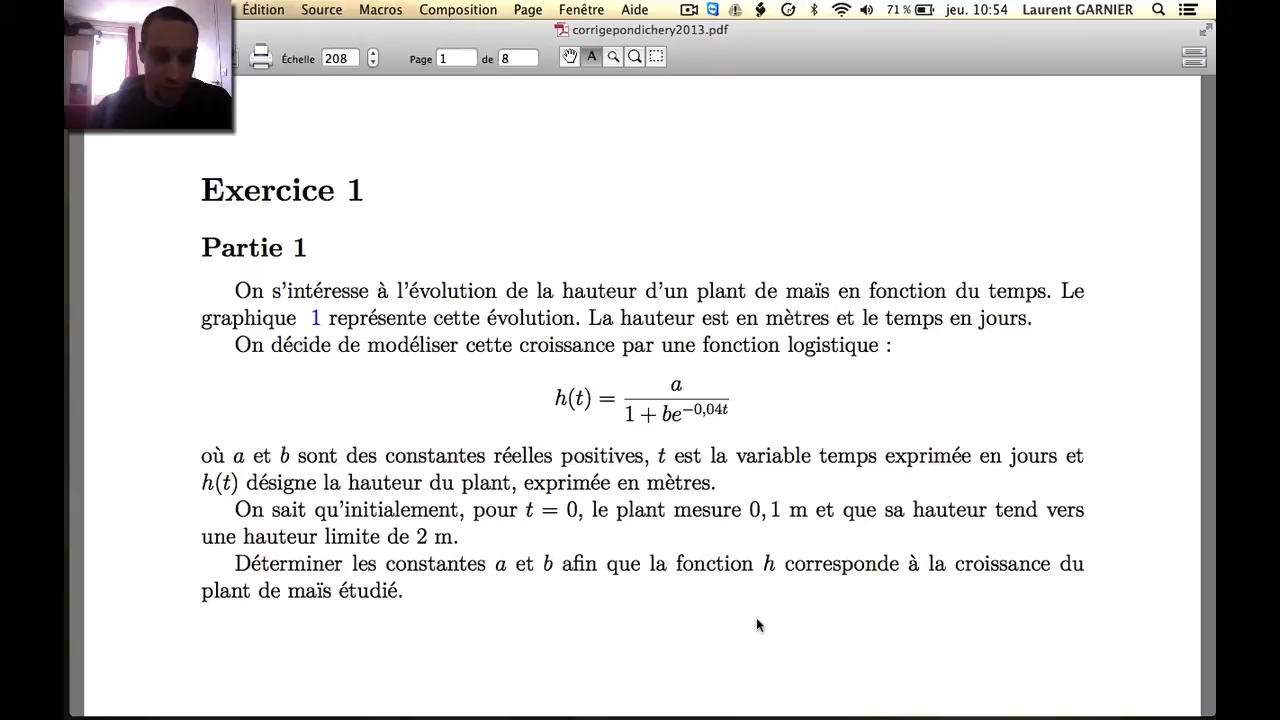 Édition Source Macros Composition Page Fenêtre Aide 71 % jeu. 10:54 Laurent GARNIER
corrigepondichery2013.pdf
Échelle 208 Page 1 de 8 A
Exercice 1
Partie 1
On s'intéresse à l'évolution de la hauteur d'un plant de maïs en fonction du temps. Le
graphique 1 représente cette évolution. La hauteur est en mètres et le temps en jours.
On décide de modéliser cette croissance par une fonction logistique :
h(t) = a / (1 + be^{-0,04t})
où a et b sont des constantes réelles positives, t est la variable temps exprimée en jours et
h(t) désigne la hauteur du plant, exprimée en mètres.
On sait qu'initialement, pour t = 0, le plant mesure 0, 1 m et que sa hauteur tend vers
une hauteur limite de 2 m.
Déterminer les constantes a et b afin que la fonction h corresponde à la croissance du
plant de maïs étudié.